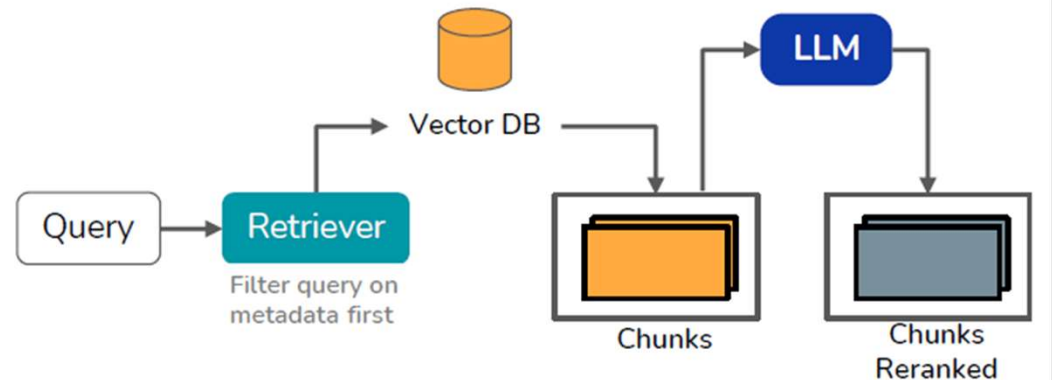 LLM
Vector DB
Query
Retriever
Filter query on
metadata first
Chunks
Chunks
Reranked